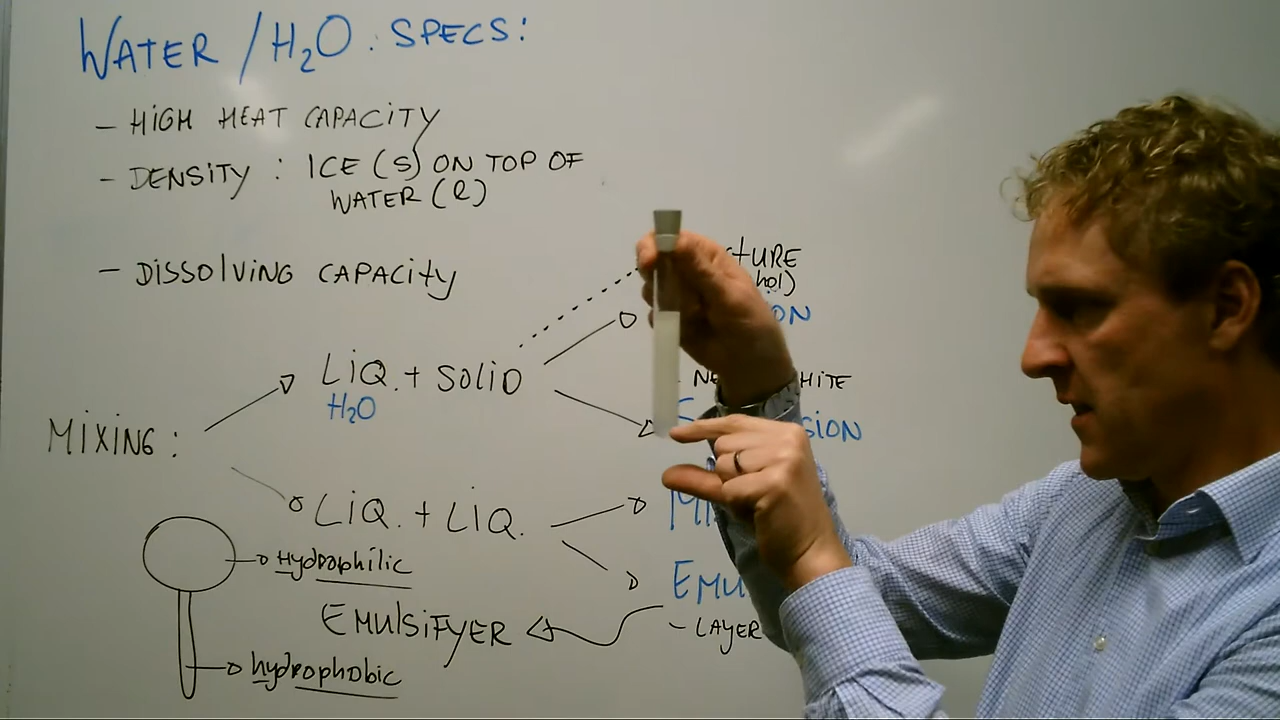 WATER / H₂O : SPECS:
- HIGH HEAT CAPACITY
- DENSITY : ICE (S) ON TOP OF
WATER (l)
- DISSOLVING CAPACITY
LIQ. + SOLID
H₂O
MIXING :
LIQ. + LIQ.
Hydrophilic
EMULSIFYER
- LAYER
hydrophobic